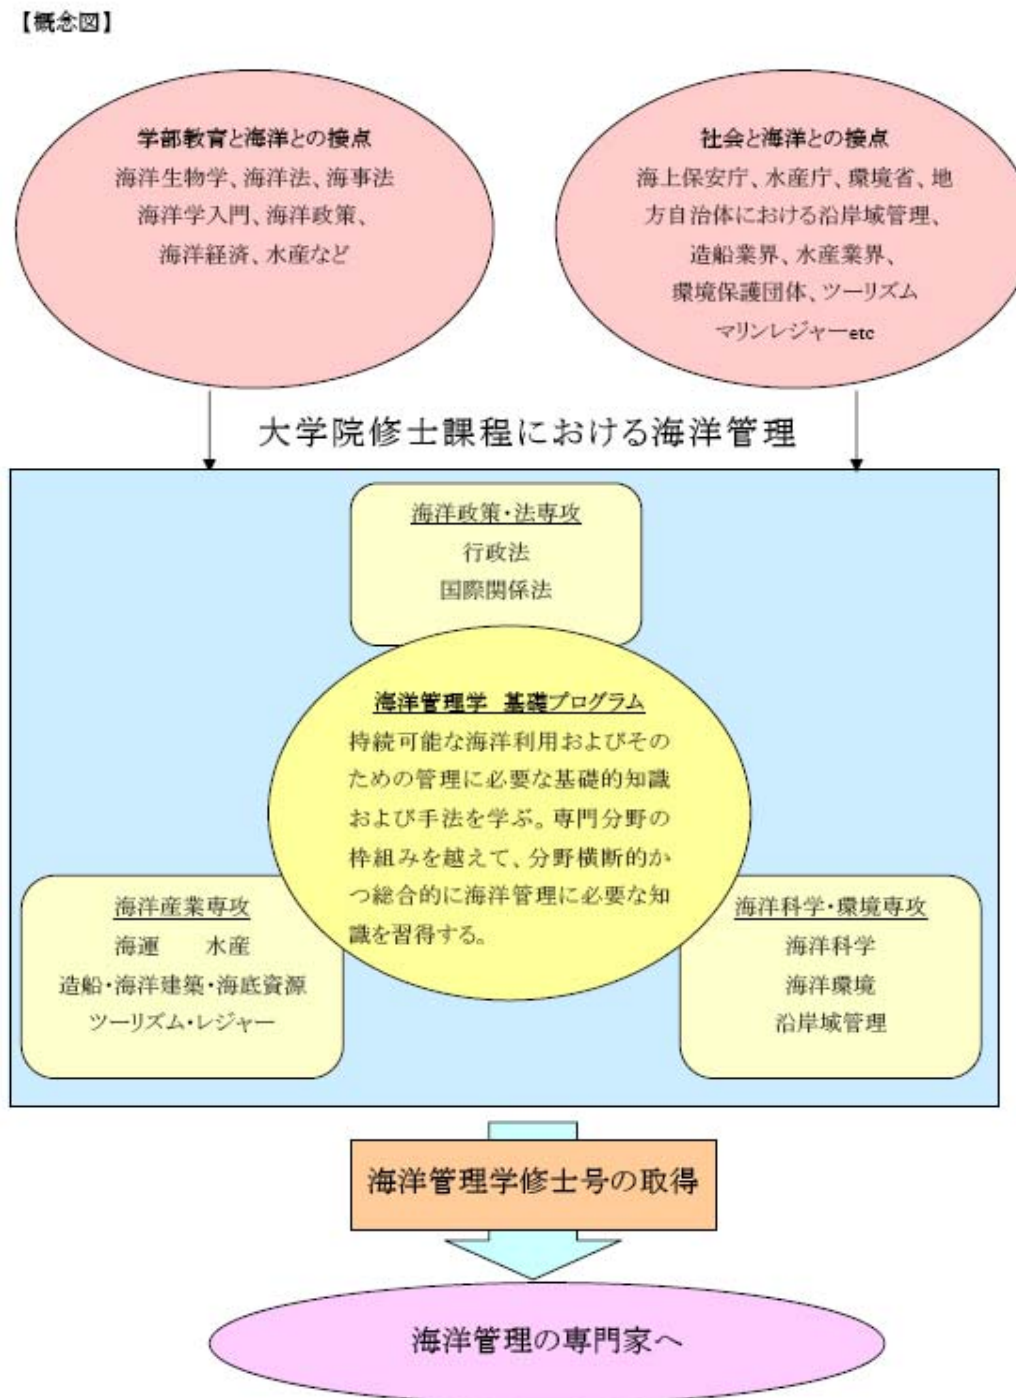 【概念図】
学部教育と海洋との接点
海洋生物学、海洋法、海事法
海洋学入門、海洋政策、
海洋経済、水産など
社会と海洋との接点
海上保安庁、水産庁、環境省、地
方自治体における沿岸域管理、
造船業界、水産業界、
環境保護団体、ツーリズム
マリンレジャーetc
大学院修士課程における海洋管理
海洋政策・法専攻
行政法
国際関係法
海洋管理学 基礎プログラム
持続可能な海洋利用およびその
ための管理に必要な基礎的知識
および手法を学ぶ。専門分野の
枠組みを越えて、分野横断的か
つ総合的に海洋管理に必要な知
識を習得する。
海洋産業専攻
海運 水産
造船・海洋建築・海底資源
ツーリズム・レジャー
海洋科学・環境専攻
海洋科学
海洋環境
沿岸域管理
海洋管理学修士号の取得
海洋管理の専門家へ